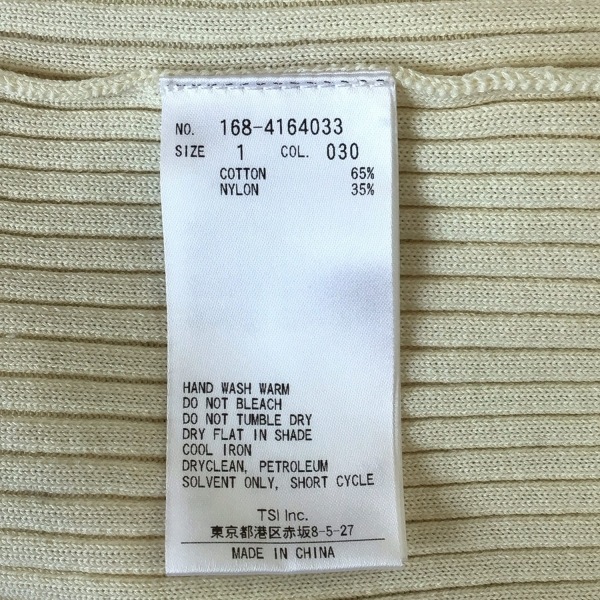 NO. 168-4164033
SIZE 1 COL. 030
COTTON 65%
NYLON 35%
HAND WASH WARM
DO NOT BLEACH
DO NOT TUMBLE DRY
DRY FLAT IN SHADE
COOL IRON
DRYCLEAN, PETROLEUM
SOLVENT ONLY, SHORT CYCLE
TSI Inc.
東京都港区赤坂8-5-27
MADE IN CHINA